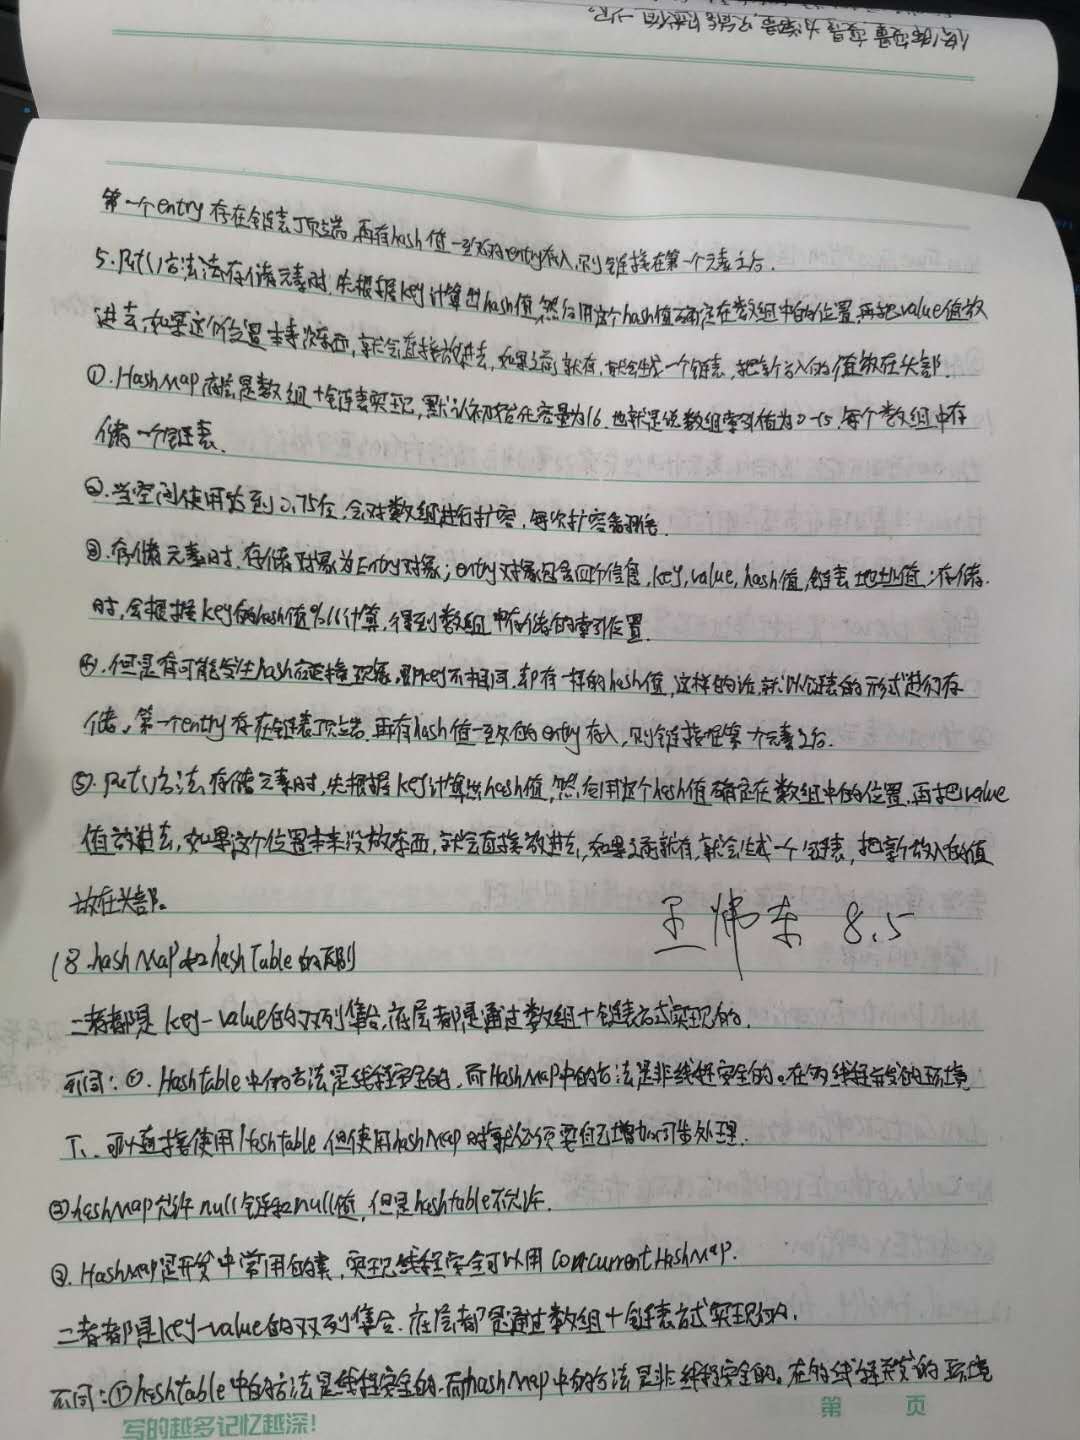 第一个entry存在链表顶端,再有hash值一致的entry存入,则链接在第一个元素之后.
5.Put()方法法存储元素时,先根据key计算出hash值,然后用这个hash值确定在数组中的位置,再把value值放
进去,如果这个位置本来没东西,就会直接放进去,如果之前就有,就会生成一个链表,把新放入的值放在头部.
①.HashMap底层是数组+链表实现,默认初始化容量为16.也就是说数组索引值为0-15.每个数组中存
储一个链表.
②.当空间使用达到0.75倍,会对数组进行扩容,每次扩容需翻倍.
③.存储元素时.存储对象为Entry对象;entry对象包含四个信息,key,value,hash值,链表地址值;存储.
时,会根据key的hash值%16计算,得到数组中存储的索引位置.
④.但是有可能发生hash碰撞现象,即key不相同.却有一样的hash值,这样的话,就以链表的形式进行存
储,第一个entry存在链表顶端.再有hash值一致的entry存入,则链接在第一个元素之后.
⑤.put()方法,存储元素时,先根据key计算出hash值,然后用这个hash值确定在数组中的位置.再把value
值放进去,如果这个位置本来没放东西,就会直接放进去,如果之前就有,就会生成一个链表,把新放入的值
放在头部。
王 东 8.5
18.hashMap和hashTable的区别
二者都是key-value的双列集合,底层都是通过数组+链表方式实现的.
不同:①.Hashtable中的方法是线程安全的,而HashMap中的方法是非线程安全的。在多线程并发的环境
下、可以直接使用Hashtable,但使用hashMap时就必须要自己增加同步处理.
②hashMap允许null键和null值,但是hashtable不允许.
③.HashMap是开发中常用的类,实现线程安全可以用ConcurrentHashMap.
二者都是key-value的双列集合.底层都是通过数组+链表方式实现的.
不同:①hashtable中的方法是线程安全的.而hashMap中的方法是非线程安全的。在的线程并发的环境
写的越多记忆越深! 第 页